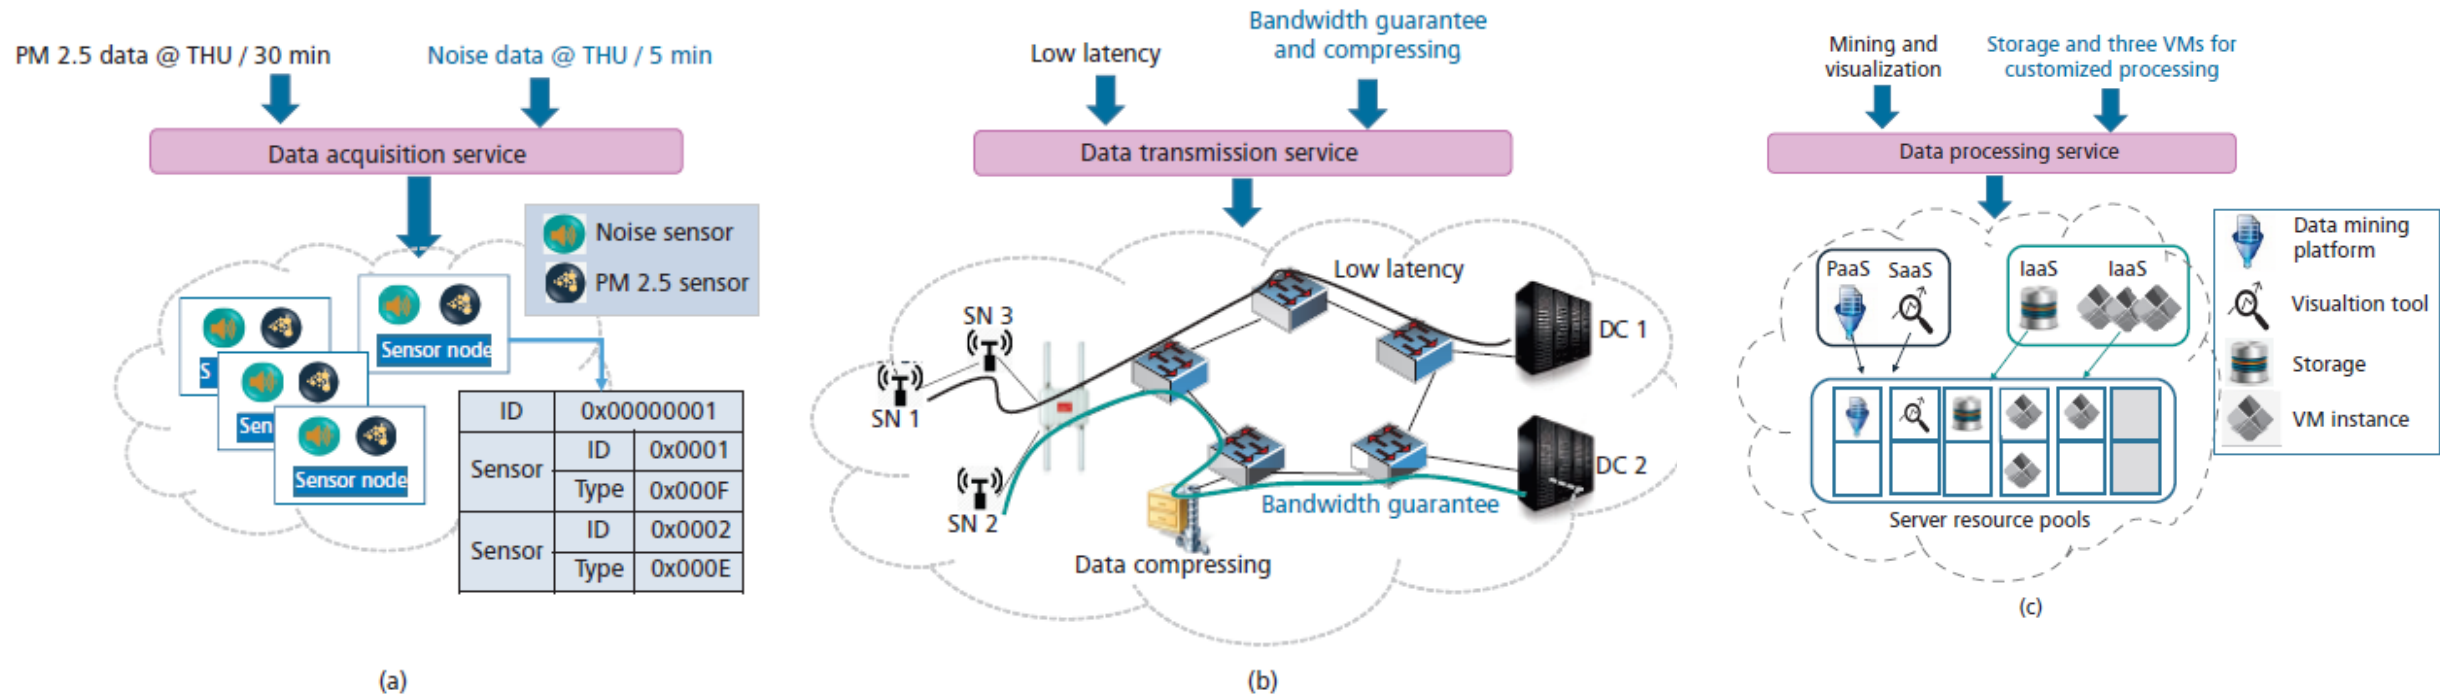 PM 2.5 data @ THU / 30 min
Noise data @ THU / 5 min
Data acquisition service
Noise sensor
PM 2.5 sensor
Sensor node
S
Sen
Sensor node
ID 0x00000001
Sensor
ID 0x0001
Type 0x000F
Sensor
ID 0x0002
Type 0x000E
(a)
Low latency
Bandwidth guarantee
and compressing
Data transmission service
Low latency
SN 3
SN 1
SN 2
DC 1
DC 2
Bandwidth guarantee
Data compressing
(b)
Mining and
visualization
Storage and three VMs for
customized processing
Data processing service
PaaS SaaS
IaaS IaaS
Server resource pools
Data mining
platform
Visualtion tool
Storage
VM instance
(c)